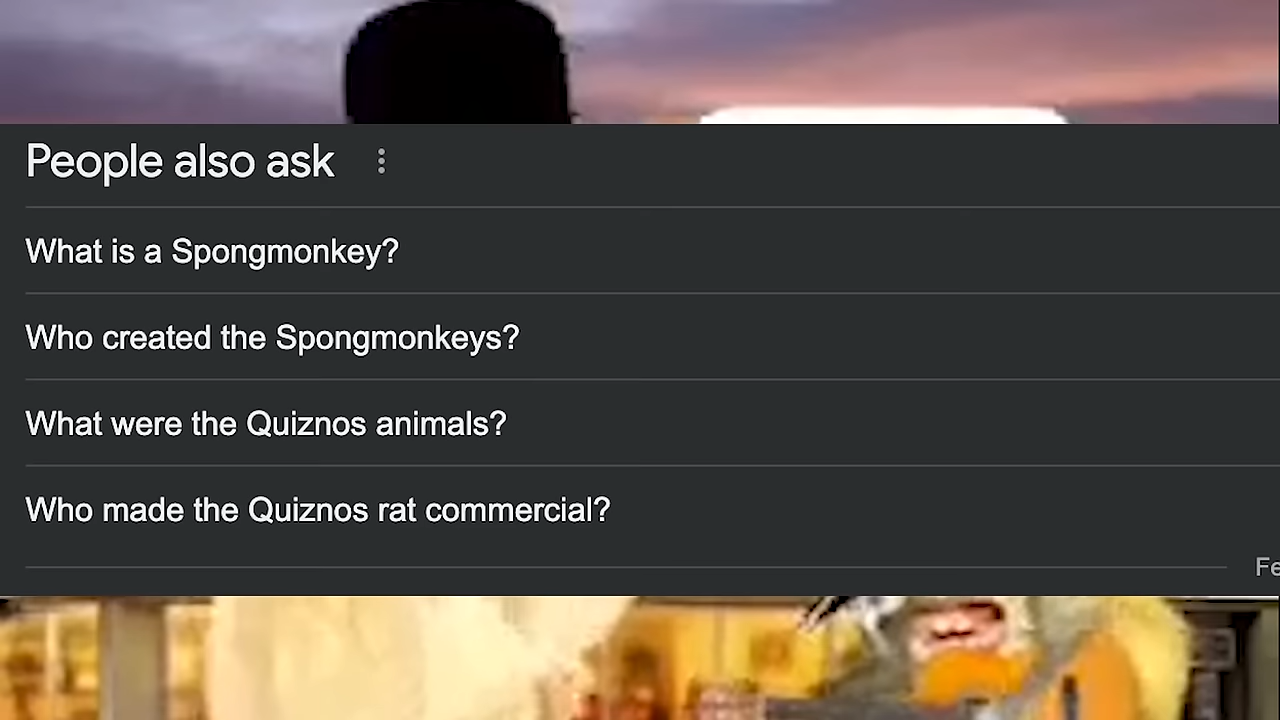 People also ask
What is a Spongmonkey?
Who created the Spongmonkeys?
What were the Quiznos animals?
Who made the Quiznos rat commercial?
Fe